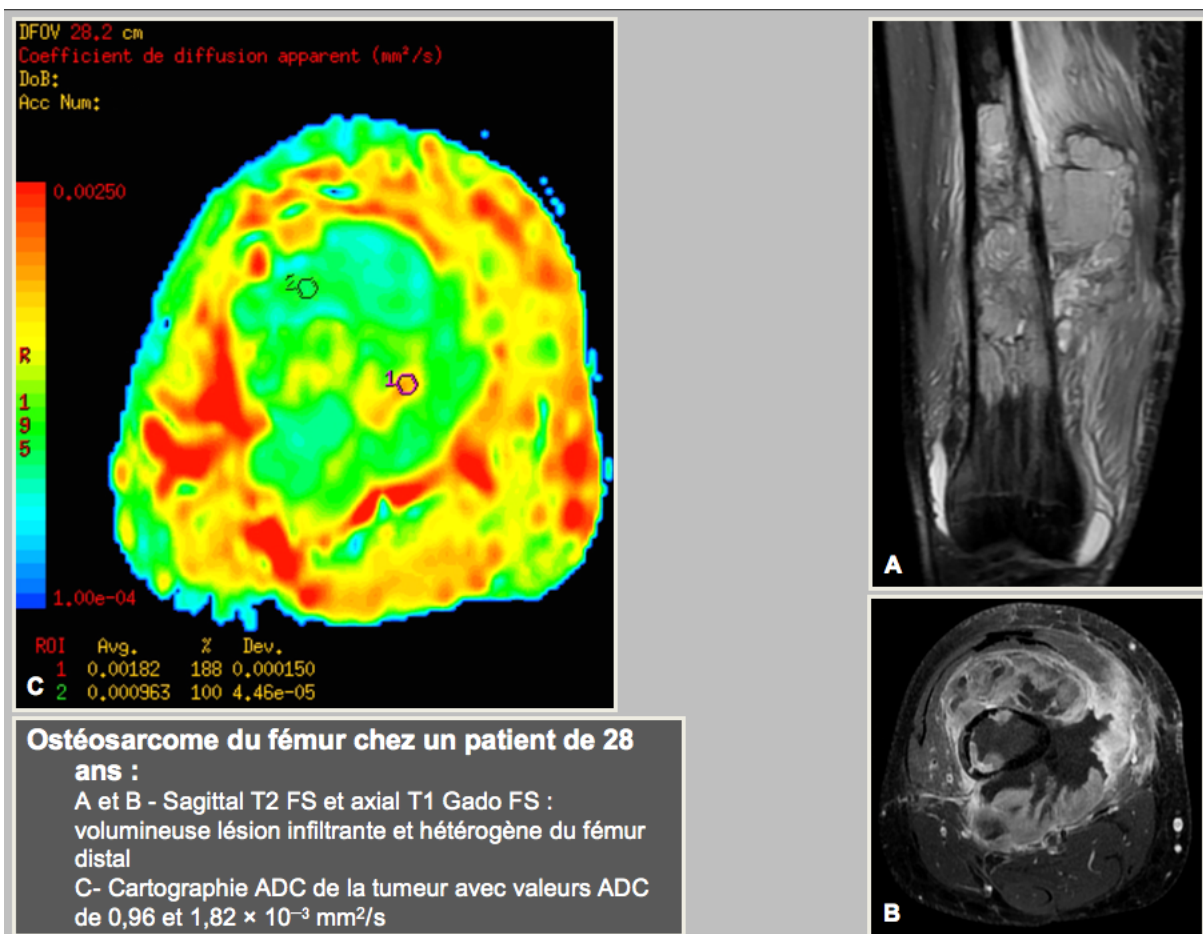 DFOV 28.2 cm
Coefficient de diffusion apparent (mm²/s)
DoB:
Acc Num:
0.00250
R
1
9
5
2
1
1.00e-04
ROI Avg. % Dev.
1 0.00182 188 0.000150
2 0.000963 100 4.46e-05
C
A
B
Ostéosarcome du fémur chez un patient de 28
ans :
A et B - Sagittal T2 FS et axial T1 Gado FS :
volumineuse lésion infiltrante et hétérogène du fémur
distal
C- Cartographie ADC de la tumeur avec valeurs ADC
de 0,96 et 1,82 × 10⁻³ mm²/s